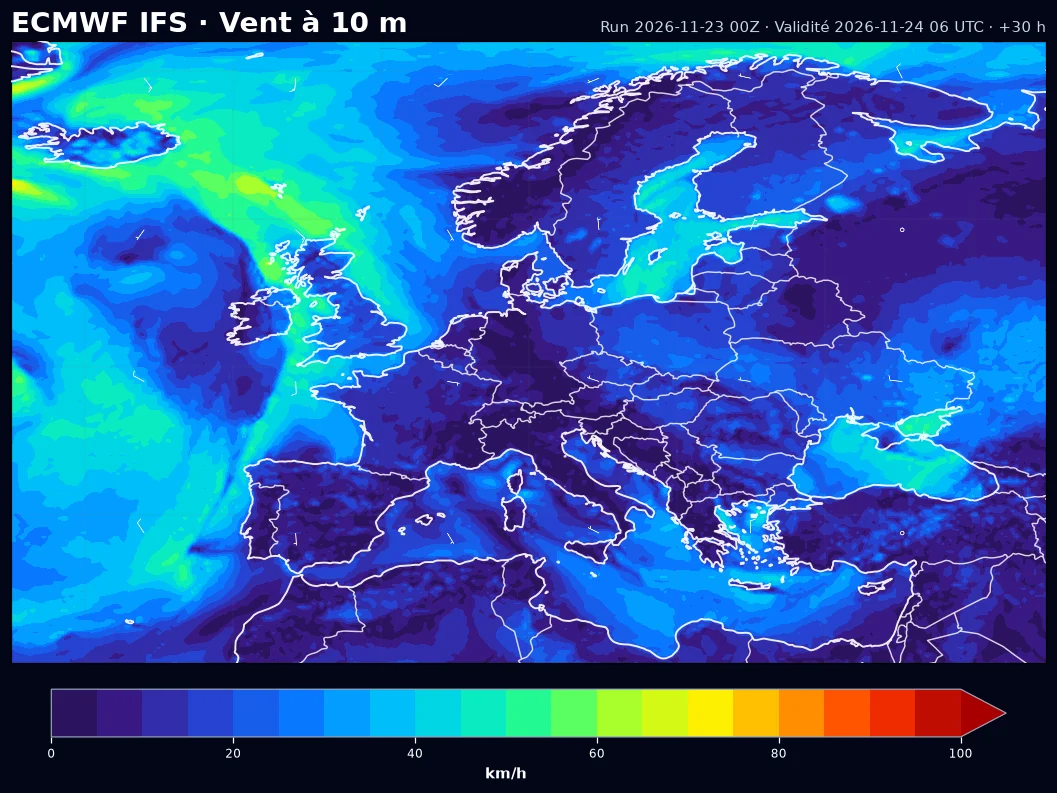 ECMWF IFS · Vent à 10 m
Run 2026-11-23 00Z · Validité 2026-11-24 06 UTC · +30 h
0 20 40 60 80 100
km/h